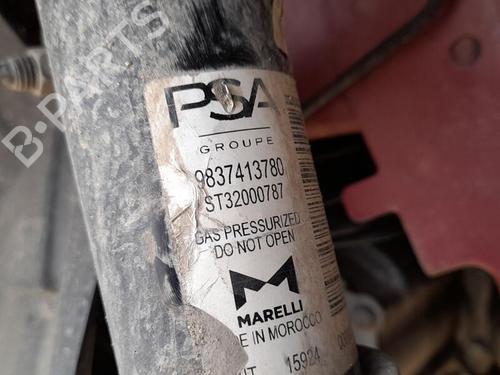 B-PARTS
PSA
GROUPE
9837413780
ST32000787
GAS PRESSURIZED
DO NOT OPEN
MARELLI
E IN MOROCCO
15924